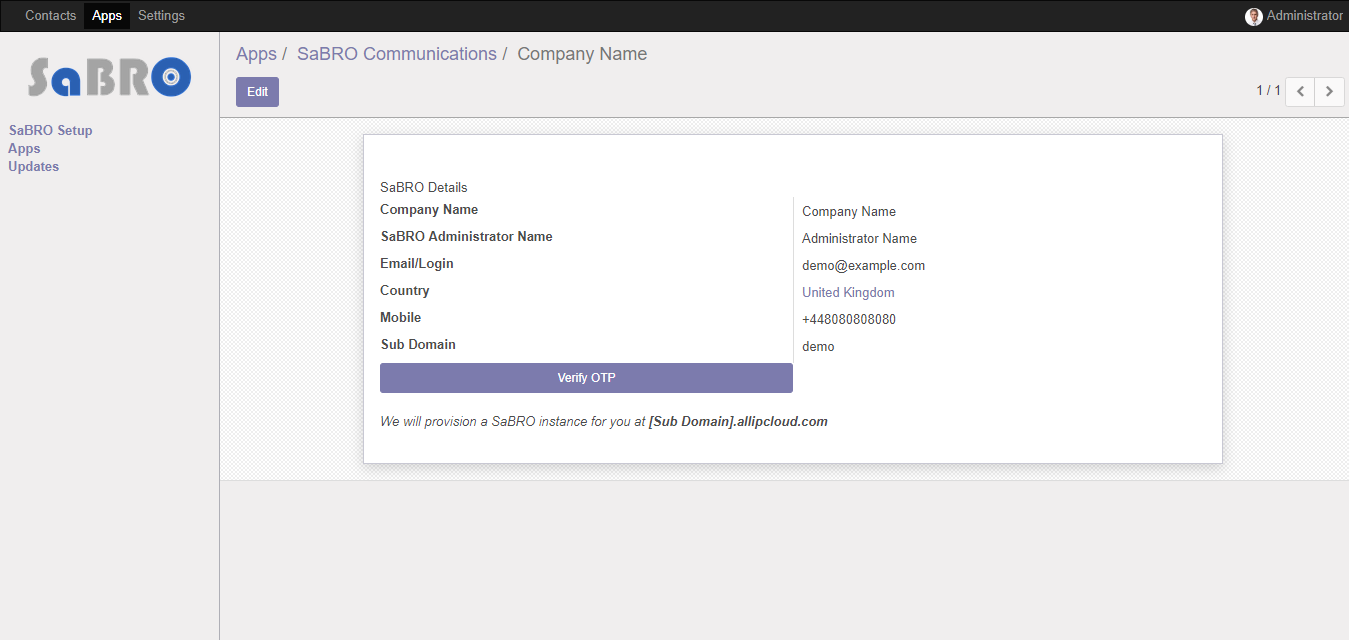 Contacts Apps Settings Administrator
SaBRO
Apps / SaBRO Communications / Company Name
Edit
1 / 1
SaBRO Setup
Apps
Updates
SaBRO Details
Company Name Company Name
SaBRO Administrator Name Administrator Name
Email/Login demo@example.com
Country United Kingdom
Mobile +448080808080
Sub Domain demo
Verify OTP
We will provision a SaBRO instance for you at [Sub Domain].allipcloud.com